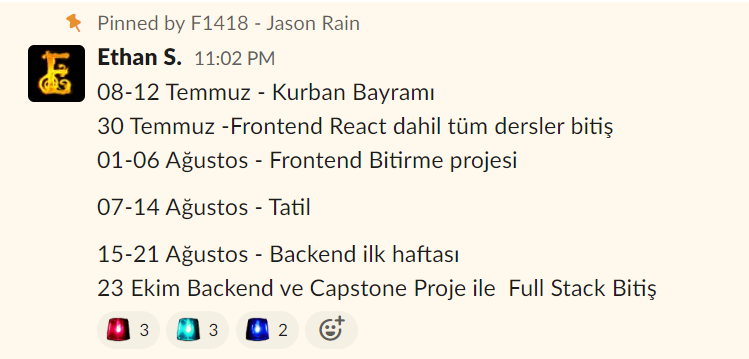 Pinned by F1418 - Jason Rain
Ethan S. 11:02 PM
08-12 Temmuz - Kurban Bayramı
30 Temmuz -Frontend React dahil tüm dersler bitiş
01-06 Ağustos - Frontend Bitirme projesi
07-14 Ağustos - Tatil
15-21 Ağustos - Backend ilk haftası
23 Ekim Backend ve Capstone Proje ile  Full Stack Bitiş
3 3 2